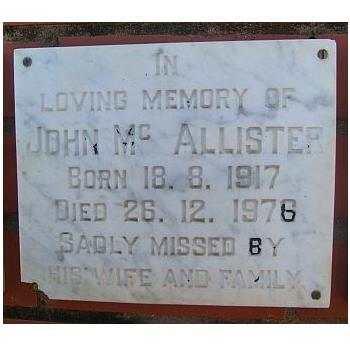 IN
LOVING MEMORY OF
JOHN Mc ALLISTER
BORN 18. 8. 1917
DIED 26. 12. 1976
SADLY MISSED BY
HIS WIFE AND FAMILY